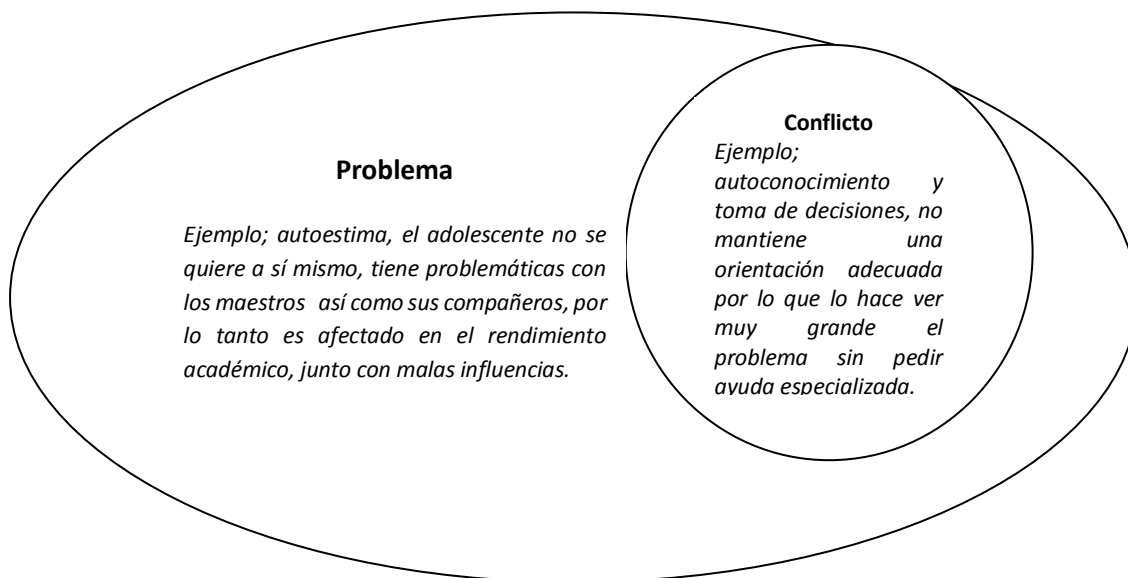 Problema
Ejemplo; autoestima, el adolescente no se
quiere a sí mismo, tiene problemáticas con
los maestros así como sus compañeros, por
lo tanto es afectado en el rendimiento
académico, junto con malas influencias.
Conflicto
Ejemplo;
autoconocimiento y
toma de decisiones, no
mantiene una
orientación adecuada
por lo que lo hace ver
muy grande el
problema sin pedir
ayuda especializada.